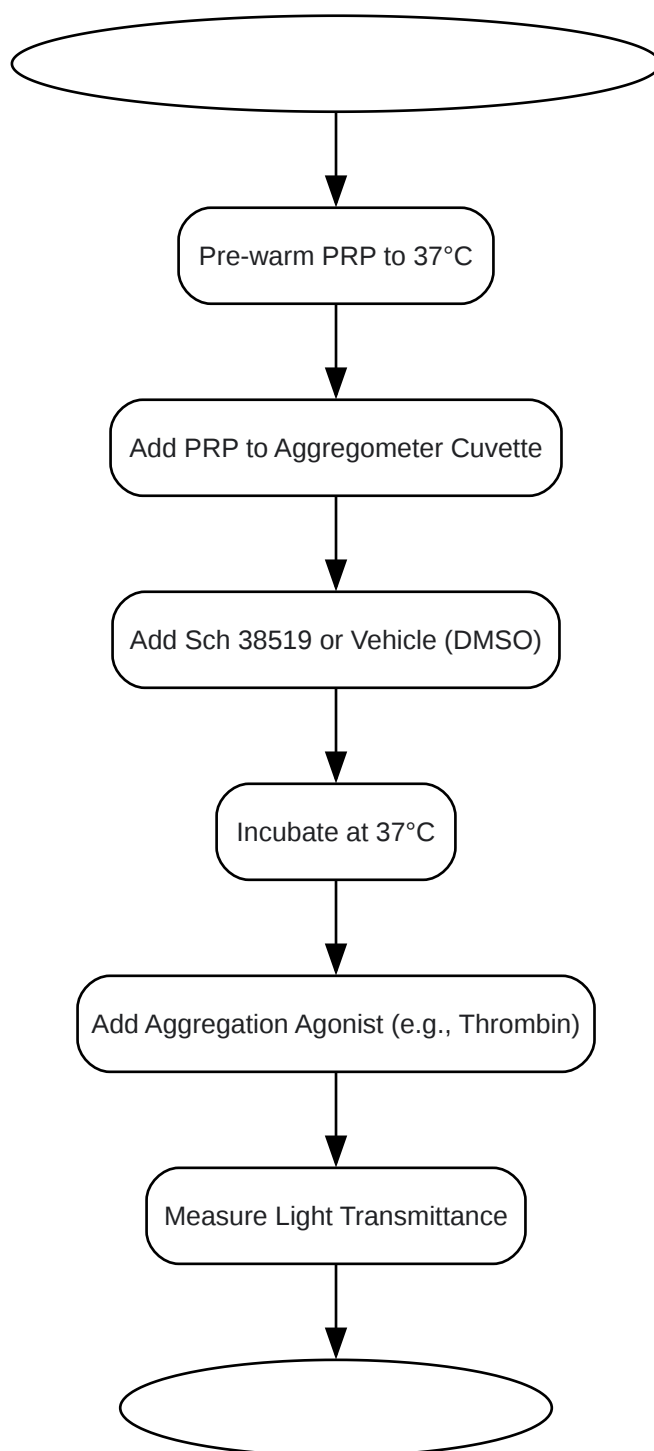 Pre-warm PRP to 37°C
Add PRP to Aggregometer Cuvette
Add Sch 38519 or Vehicle (DMSO)
Incubate at 37°C
Add Aggregation Agonist (e.g., Thrombin)
Measure Light Transmittance